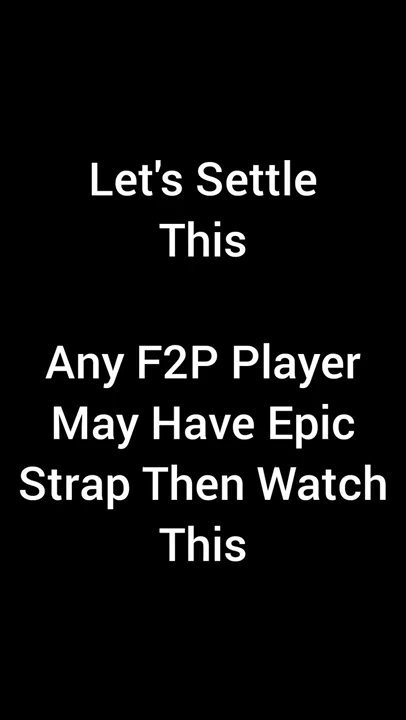 Let's Settle
This
Any F2P Player
May Have Epic
Strap Then Watch
This